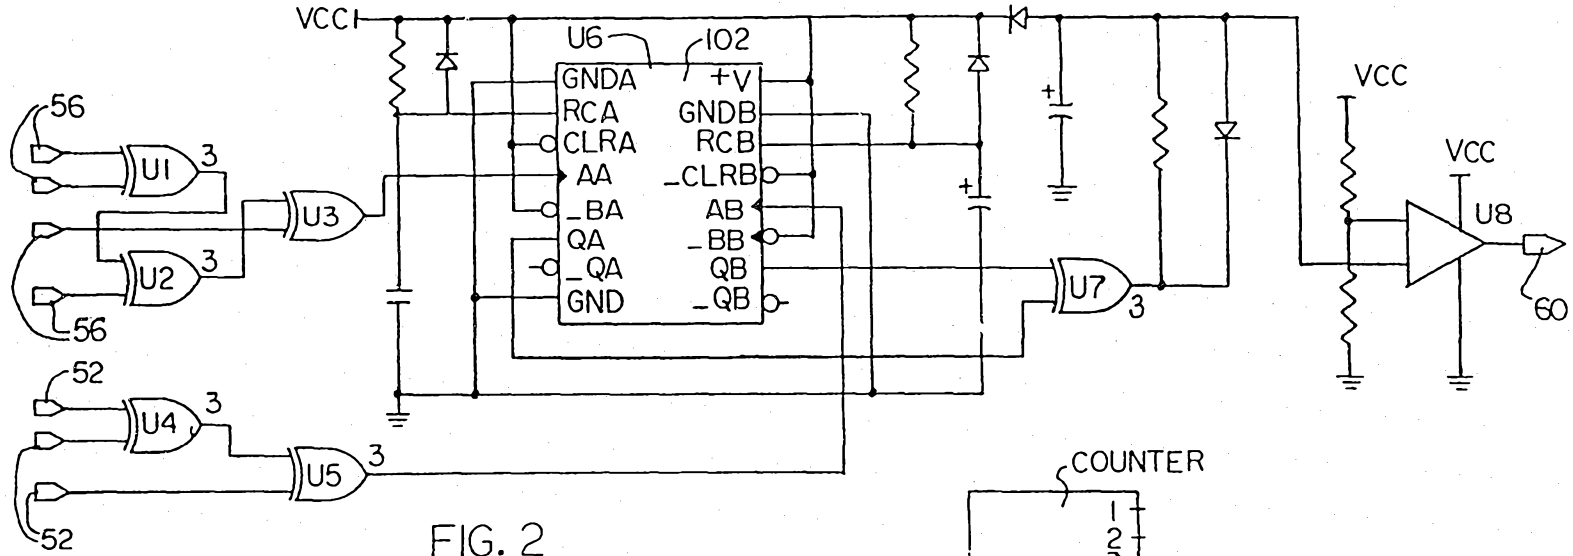 VCC
U6
102
VCC
56
GNDA
+V
RCA
GNDB
+
U1
3
CLRA
RCB
VCC
AA
_CLRB
+
U3
_BA
AB
U8
QA
_BB
U2
3
_QA
QB
U7
3
GND
_QB
60
56
52
U4
3
COUNTER
U5
3
1
2
52
FIG. 2